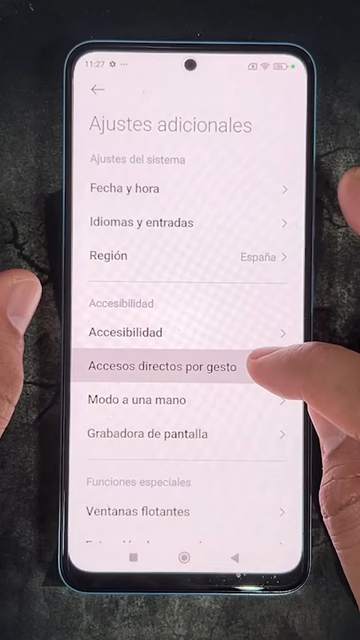 11:27
Ajustes adicionales
Ajustes del sistema
Fecha y hora
Idiomas y entradas
Región España
Accesibilidad
Accesibilidad
Accesos directos por gesto
Modo a una mano
Grabadora de pantalla
Funciones especiales
Ventanas flotantes